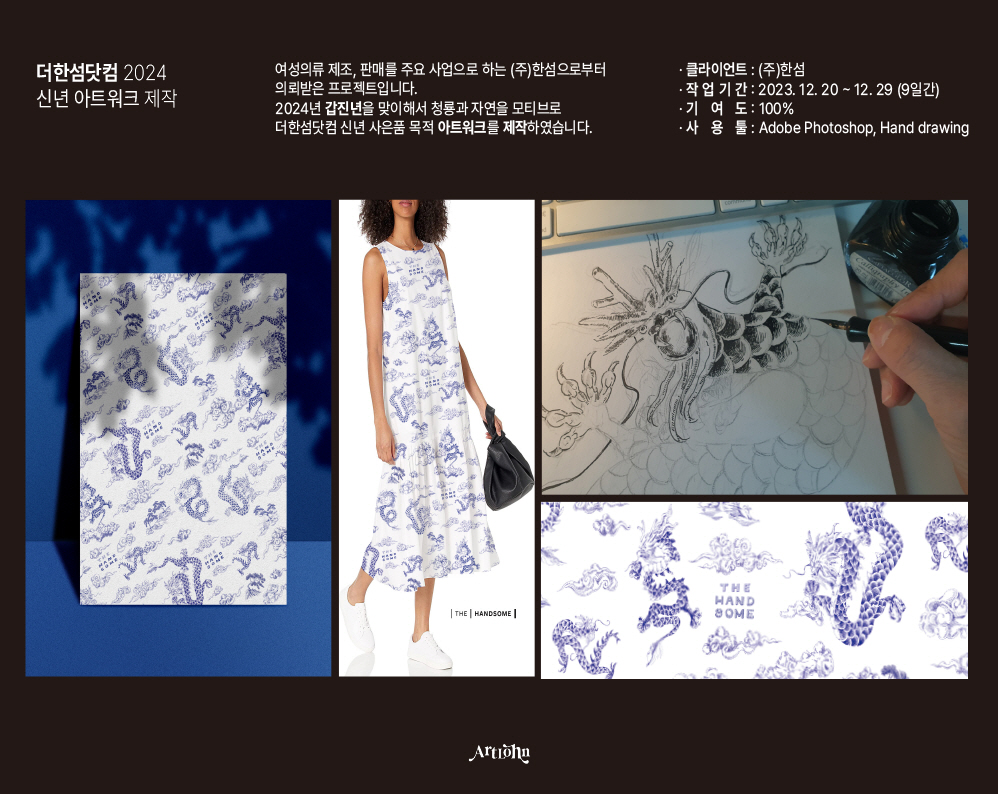 더한섬닷컴 2024
신년 아트워크 제작
여성의류 제조, 판매를 주요 사업으로 하는 (주)한섬으로부터
의뢰받은 프로젝트입니다.
2024년 갑진년을 맞이해서 청룡과 자연을 모티브로
더한섬닷컴 신년 사은품 목적 아트워크를 제작하였습니다.
· 클라이언트 : (주)한섬
· 작 업 기 간 : 2023. 12. 20 ~ 12. 29 (9일간)
· 기 여 도 : 100%
· 사 용 툴 : Adobe Photoshop, Hand drawing
| THE | HANDSOME |
THE
HAND
SOME
ArtJohn